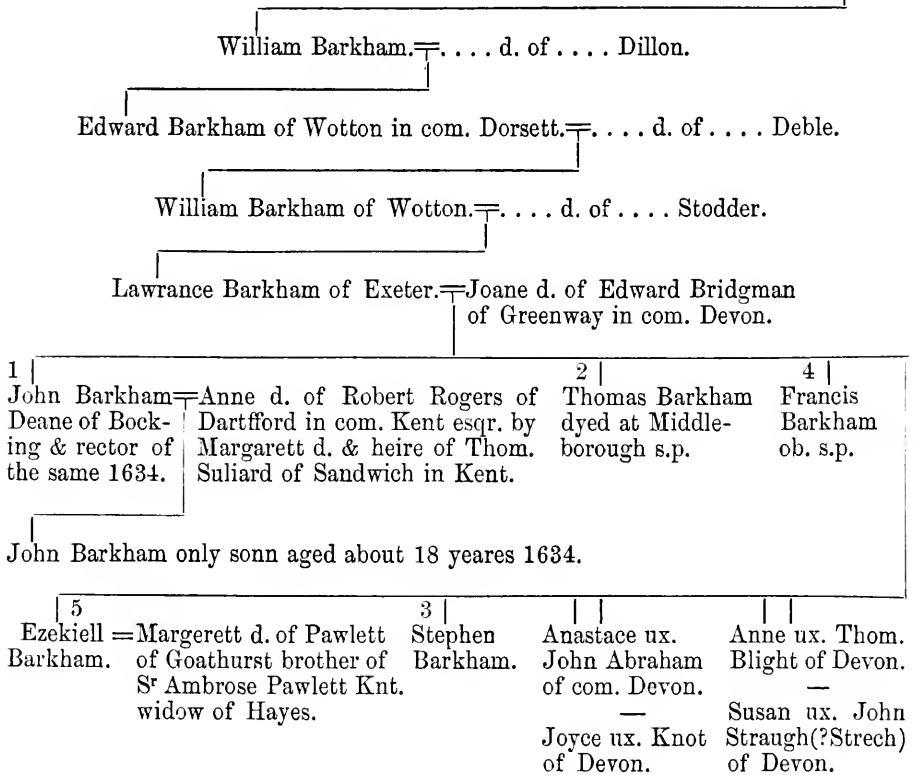 William Barkham.=. . . . d. of . . . . Dillon.
Edward Barkham of Wotton in com. Dorsett.=. . . . d. of . . . . Deble.
William Barkham of Wotton.=. . . . d. of . . . . Stodder.
Lawrance Barkham of Exeter.=Joane d. of Edward Bridgman
of Greenway in com. Devon.
1
John Barkham=Anne d. of Robert Rogers of
Deane of Bock-
ing & rector of
the same 1634.
Dartfford in com. Kent esqr. by
Margarett d. & heire of Thom.
Suliard of Sandwich in Kent.
2
Thomas Barkham
dyed at Middle-
borough s.p.
4
Francis
Barkham
ob. s.p.
John Barkham only sonn aged about 18 yeares 1634.
5
Ezekiell
Barkham.
=Margerett d. of Pawlett
of Goathurst brother of
Sr Ambrose Pawlett Knt.
widow of Hayes.
3
Stephen
Barkham.
Anastace ux.
John Abraham
of com. Devon.
—
Joyce ux. Knot
of Devon.
Anne ux. Thom.
Blight of Devon.
—
Susan ux. John
Straugh(?Strech)
of Devon.